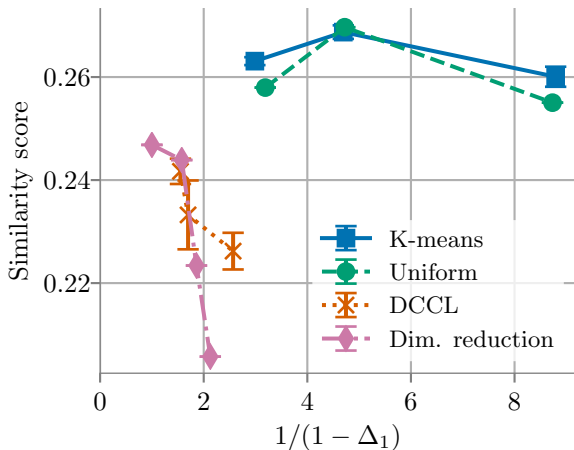 Similarity score
0.26
0.24
0.22
K-means
Uniform
DCCL
Dim. reduction
0 2 4 6 8
1/(1 − Δ₁)